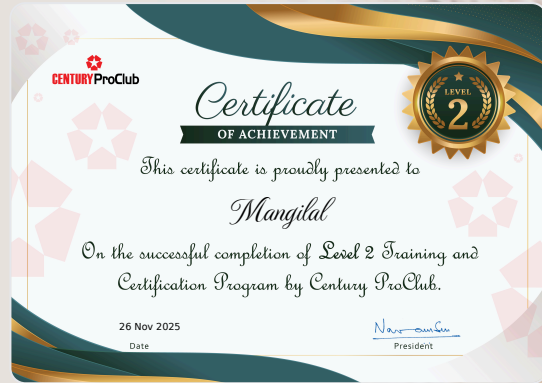 CENTURY ProClub
Certificate
OF ACHIEVEMENT
LEVEL
2
This certificate is proudly presented to
Mangilal
On the successful completion of Level 2 Training and
Certification Program by Century ProClub.
26 Nov 2025
Date
President